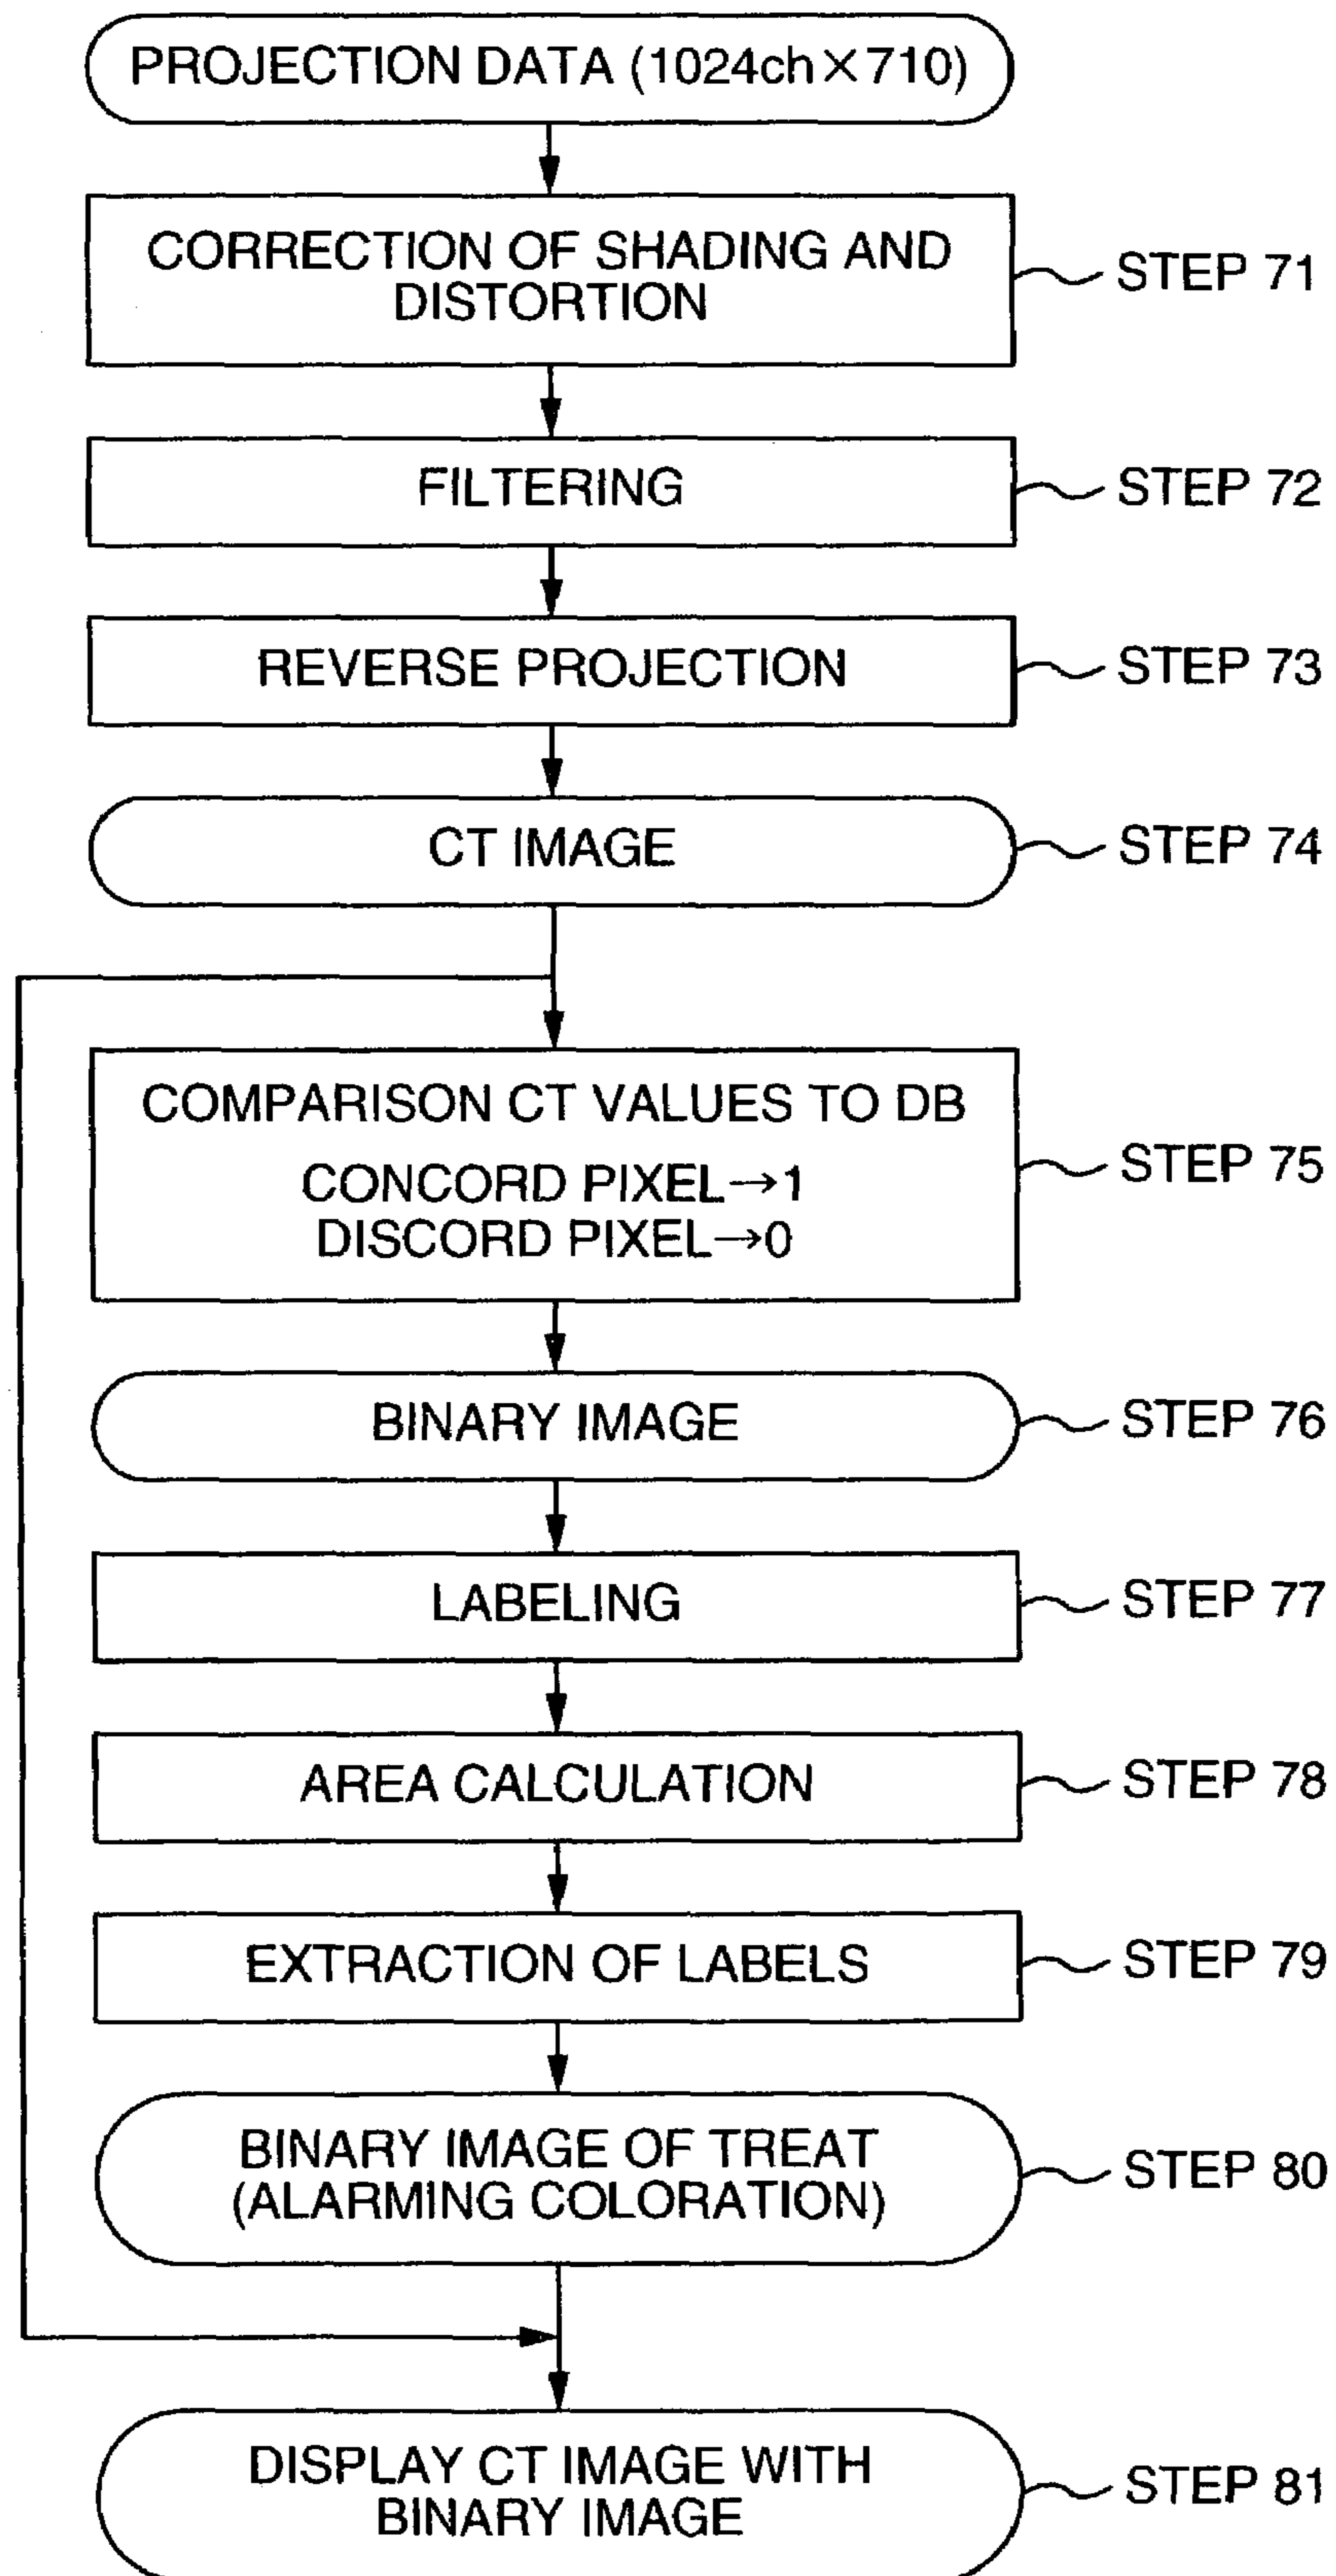 PROJECTION DATA (1024ch×710)
CORRECTION OF SHADING AND
DISTORTION
STEP 71
FILTERING
STEP 72
REVERSE PROJECTION
STEP 73
CT IMAGE
STEP 74
COMPARISON CT VALUES TO DB
CONCORD PIXEL→1
DISCORD PIXEL→0
STEP 75
BINARY IMAGE
STEP 76
LABELING
STEP 77
AREA CALCULATION
STEP 78
EXTRACTION OF LABELS
STEP 79
BINARY IMAGE OF TREAT
(ALARMING COLORATION)
STEP 80
DISPLAY CT IMAGE WITH
BINARY IMAGE
STEP 81